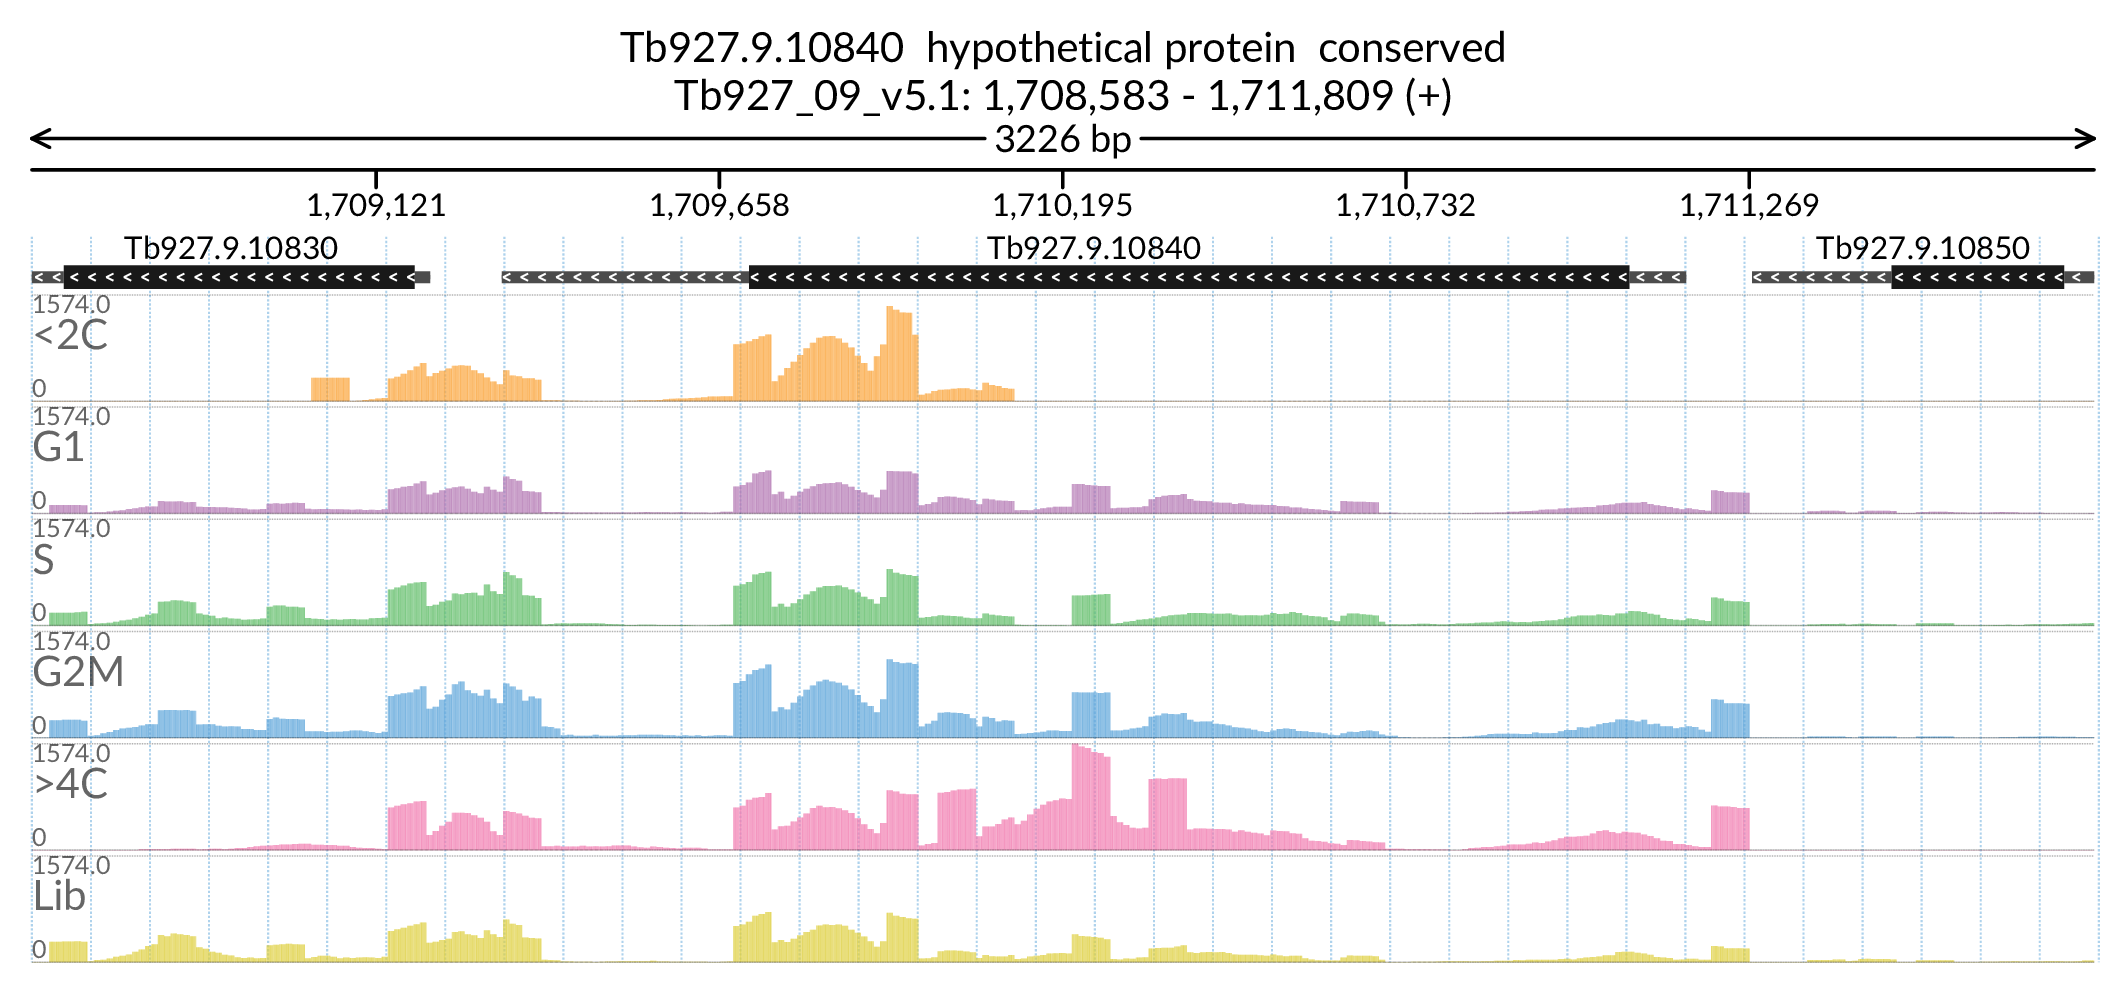 Tb927.9.10840 hypothetical protein conserved
Tb927_09_v5.1: 1,708,583 - 1,711,809 (+)
3226 bp
1,709,121 1,709,658 1,710,195 1,710,732 1,711,269
Tb927.9.10830 Tb927.9.10840 Tb927.9.10850
1574.0
<2C
0
1574.0
G1
0
1574.0
S
0
1574.0
G2M
0
1574.0
>4C
0
1574.0
Lib
0